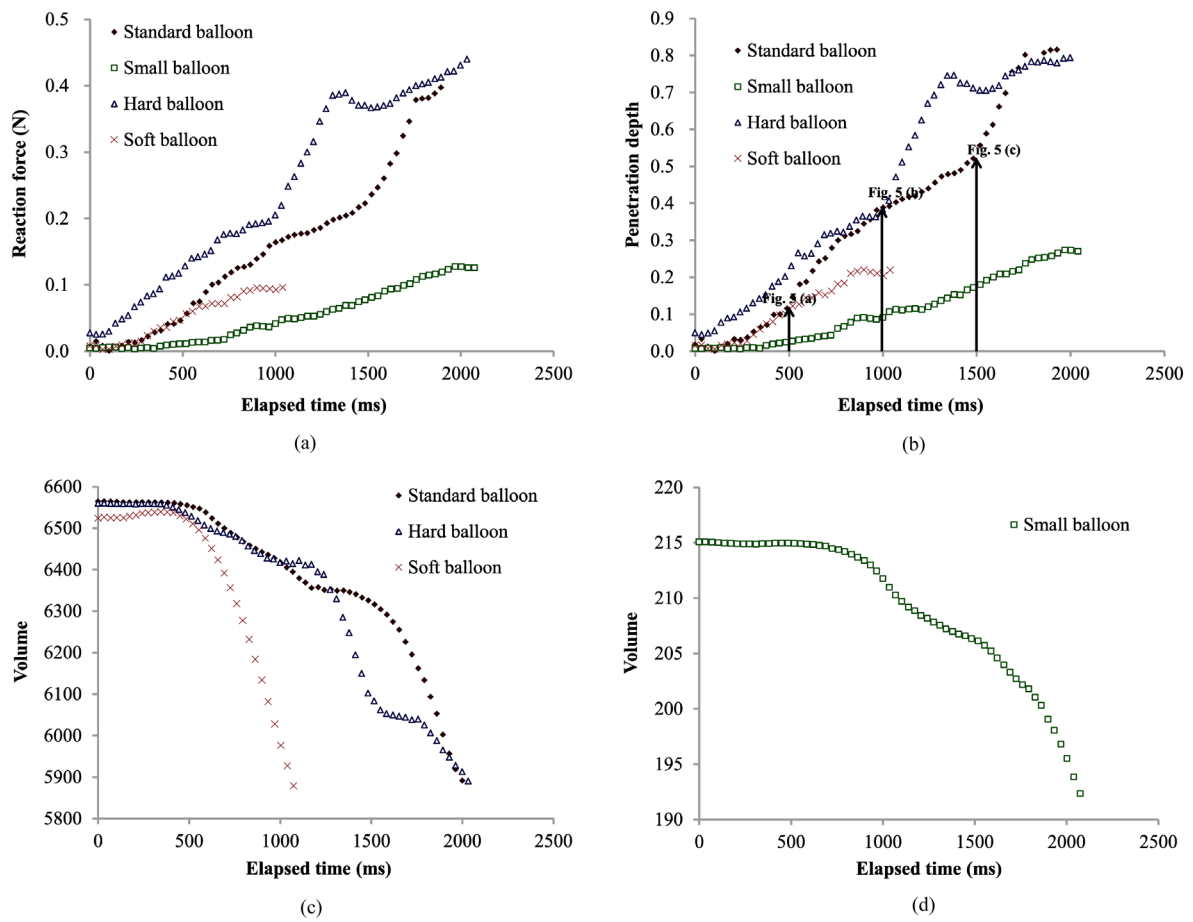 0.5
0.4
0.3
0.2
0.1
0.0
Reaction force (N)
Standard balloon
Small balloon
Hard balloon
Soft balloon
0 500 1000 1500 2000 2500
Elapsed time (ms)
(a)
0.9
0.8
0.7
0.6
0.5
0.4
0.3
0.2
0.1
0.0
Penetration depth
Standard balloon
Small balloon
Hard balloon
Soft balloon
Fig. 5 (a)
Fig. 5 (b)
Fig. 5 (c)
0 500 1000 1500 2000 2500
Elapsed time (ms)
(b)
6600
6500
6400
6300
6200
6100
6000
5900
5800
Volume
Standard balloon
Hard balloon
Soft balloon
0 500 1000 1500 2000 2500
Elapsed time (ms)
(c)
220
215
210
205
200
195
190
Volume
Small balloon
0 500 1000 1500 2000 2500
Elapsed time (ms)
(d)